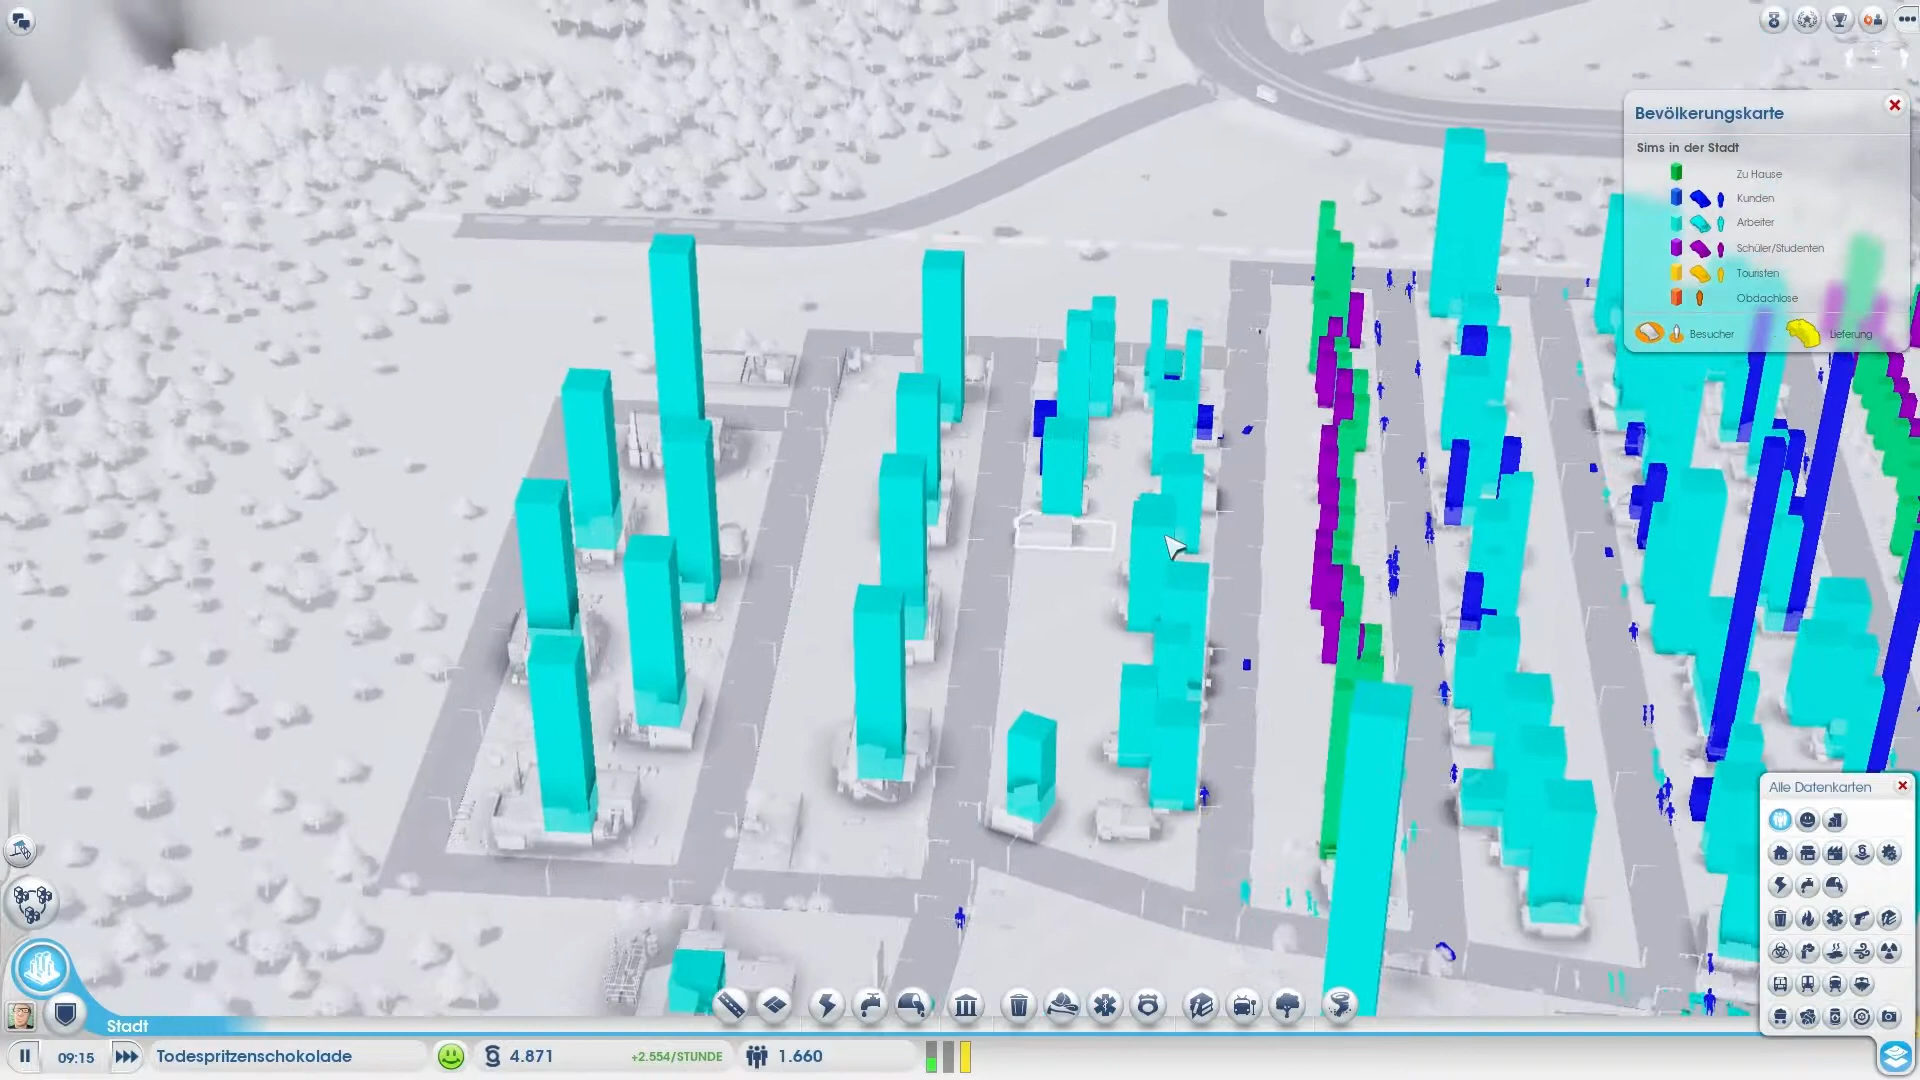 Bevölkerungskarte
Sims in der Stadt
Zu Hause
Kunden
Arbeiter
Schüler/Studenten
Touristen
Obdachlose
Besucher
Lieferung
Alle Datenkarten
Stadt
09:15
Todespritzenschokolade
4.871
+2.554/STUNDE
1.660